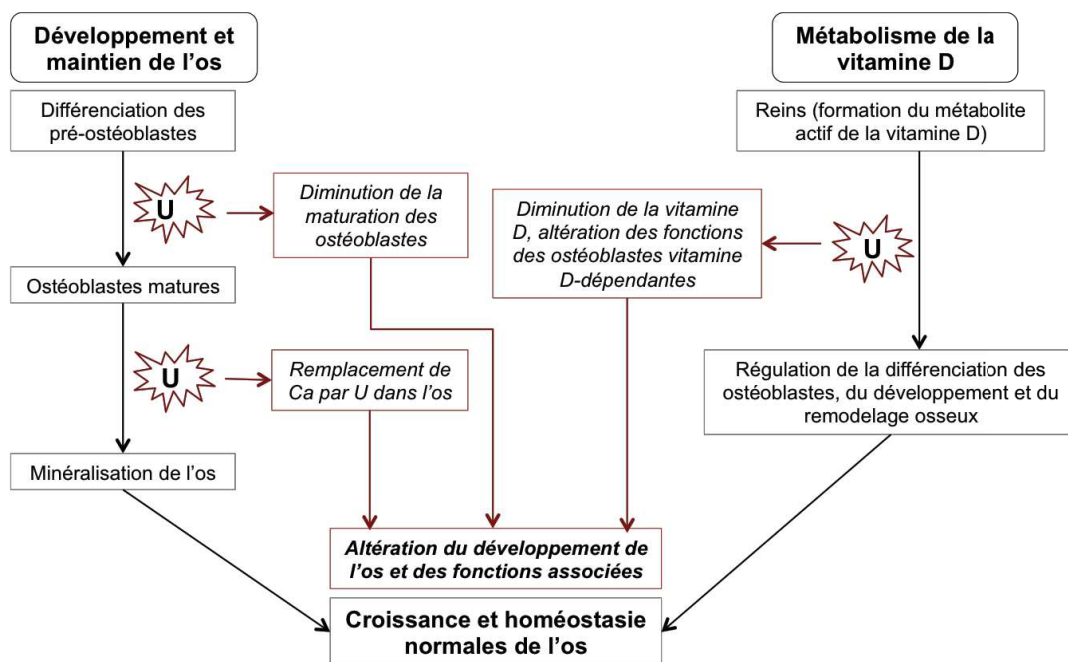 Développement et
maintien de l’os
Métabolisme de la
vitamine D
Différenciation des
pré-ostéoblastes
Reins (formation du métabolite
actif de la vitamine D)
U
Diminution de la
maturation des
ostéoblastes
Diminution de la vitamine
D, altération des fonctions
des ostéoblastes vitamine
D-dépendantes
U
Ostéoblastes matures
U
Remplacement de
Ca par U dans l’os
Régulation de la différenciation des
ostéoblastes, du développement et du
remodelage osseux
Minéralisation de l’os
Altération du développement de
l’os et des fonctions associées
Croissance et homéostasie
normales de l’os